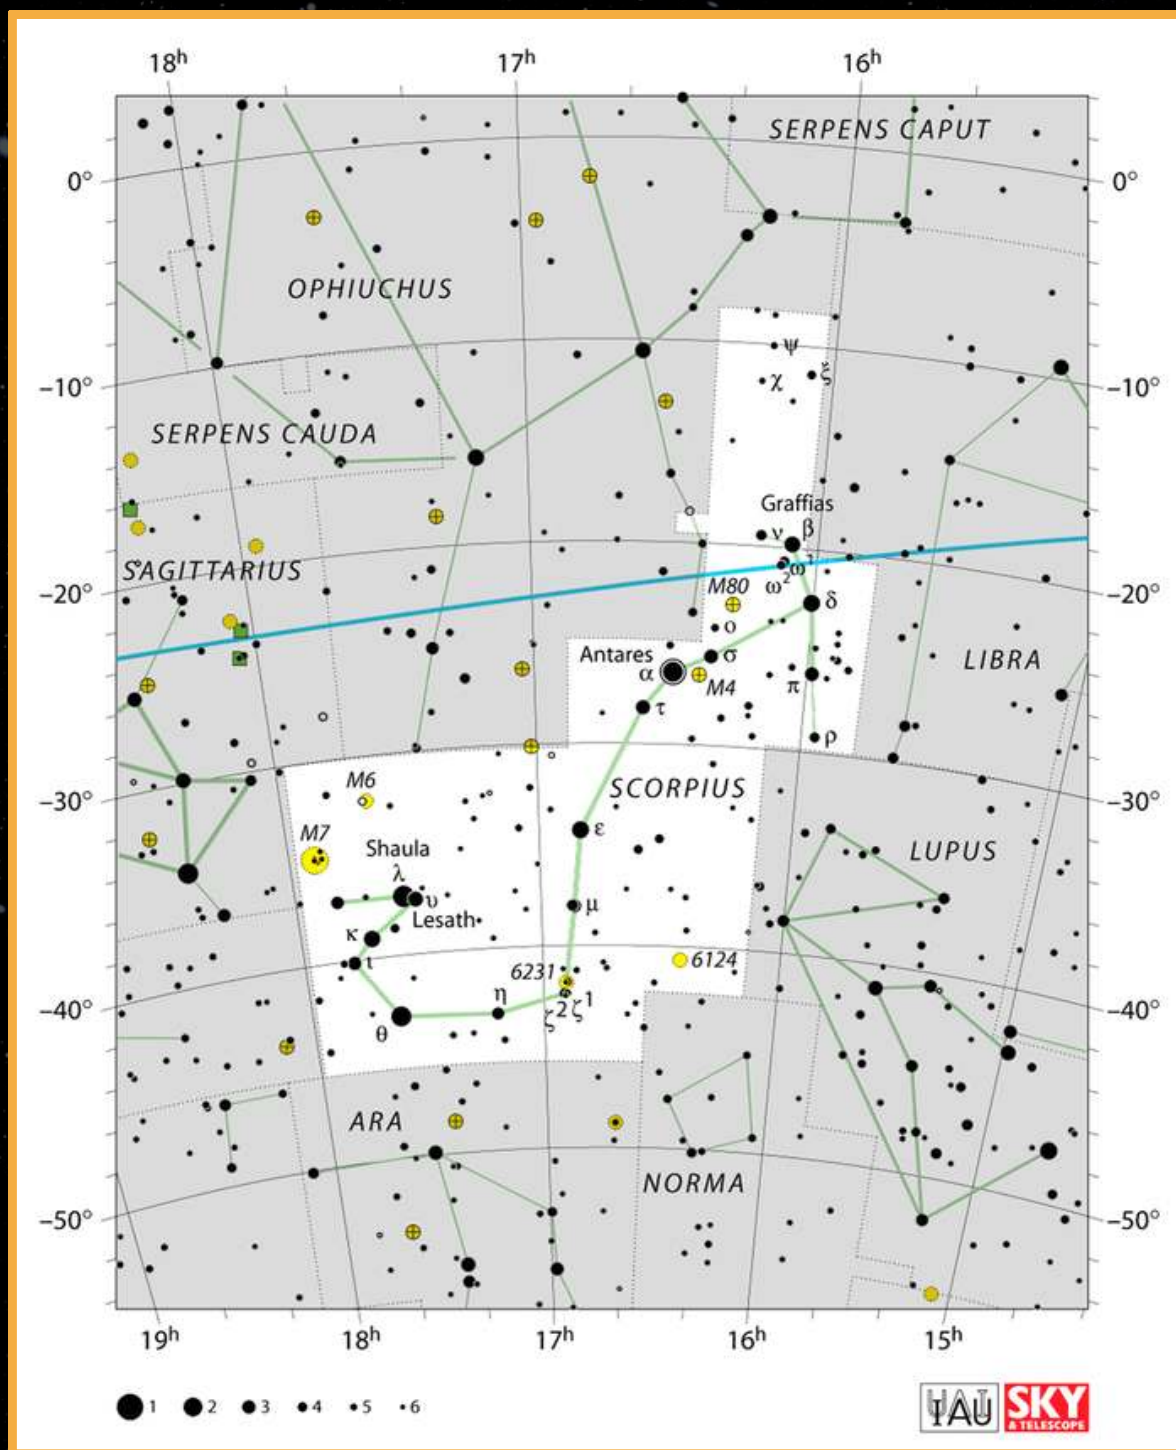 18h 17h 16h
SERPENS CAPUT
0° 0°
OPHIUCHUS
ψ
χ ξ
–10° –10°
SERPENS CAUDA
Graffias
ν β
SAGITTARIUS
ω1
ω2
M80
–20° –20°
δ
ο
Antares σ
LIBRA
α
M4 π
τ
ρ
M6 SCORPIUS
–30° –30°
M7
ε
Shaula
LUPUS
λ
υ
μ
Lesath
κ
ι
6231 6124
η
ζ2 ζ1
–40° –40°
θ
ARA
NORMA
–50° –50°
19h 18h 17h 16h 15h
1 2 3 4 5 6
IAU
SKY
& TELESCOPE